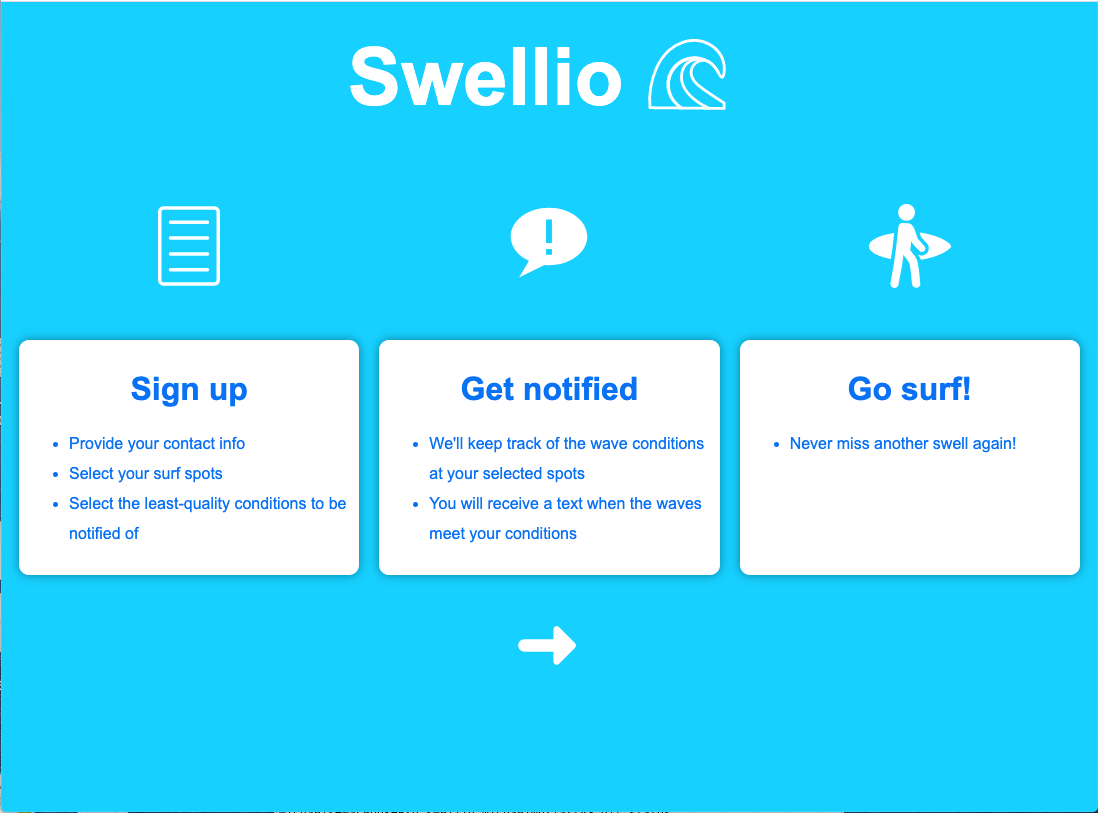 Swellio
Sign up
Provide your contact info
Select your surf spots
Select the least-quality conditions to be
notified of
Get notified
We'll keep track of the wave conditions
at your selected spots
You will receive a text when the waves
meet your conditions
Go surf!
Never miss another swell again!